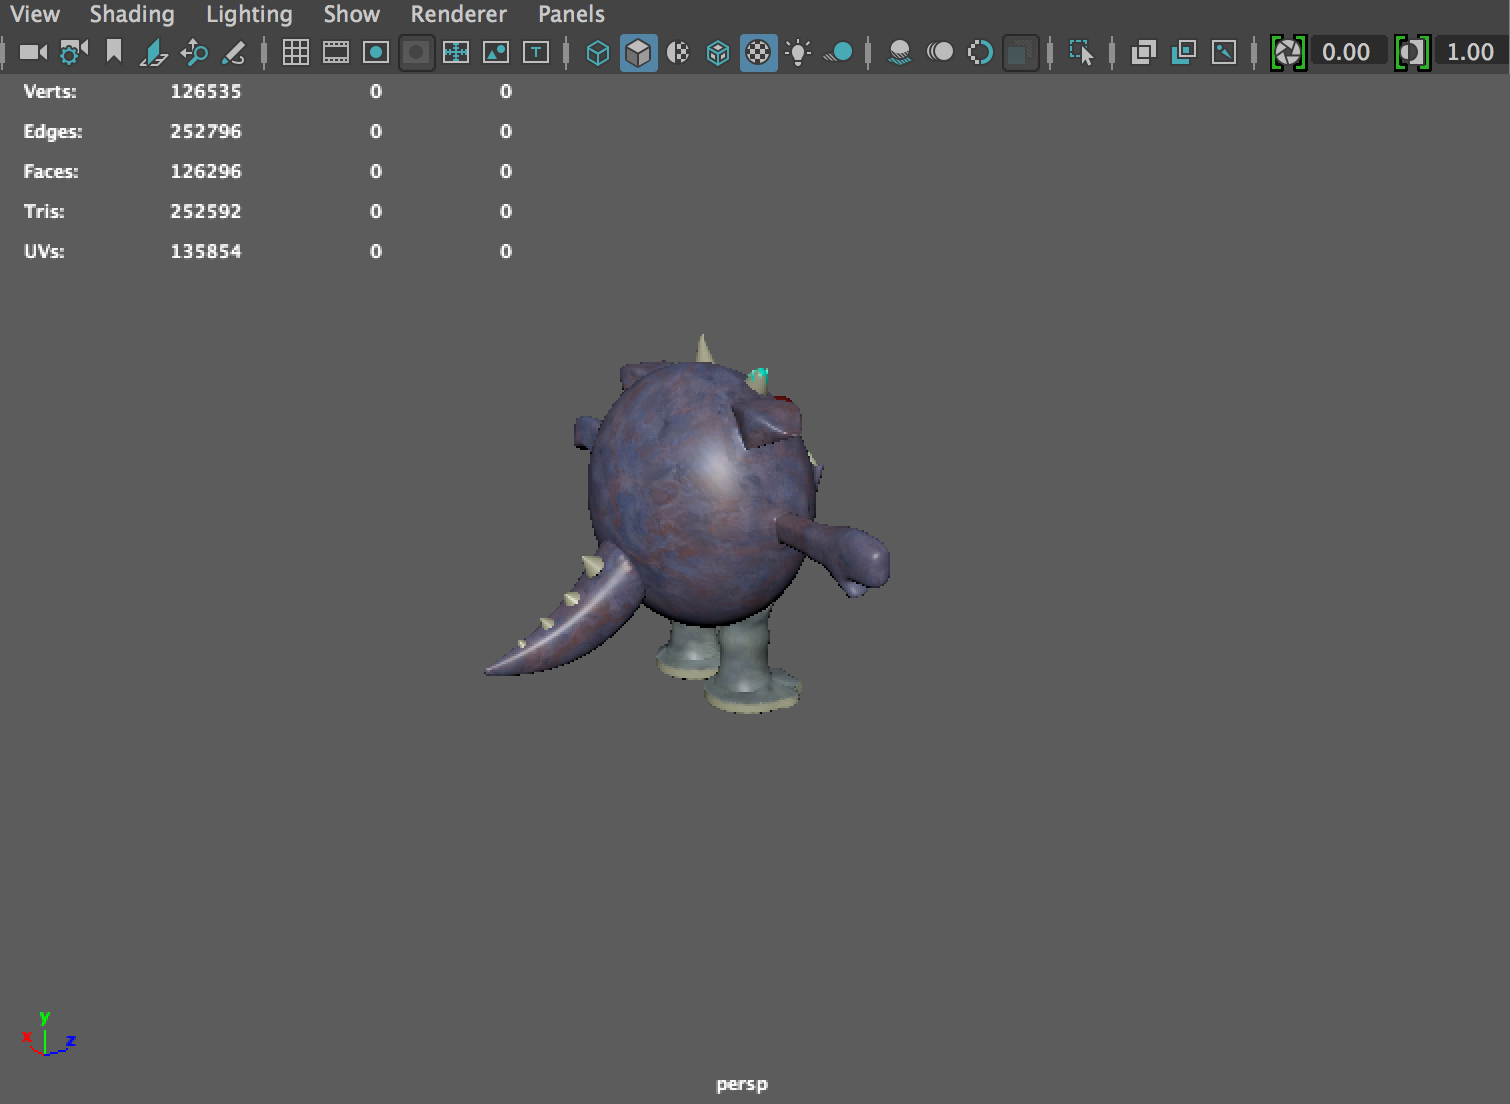 View Shading Lighting Show Renderer Panels
T 0.00 1.00
Verts: 126535 0 0
Edges: 252796 0 0
Faces: 126296 0 0
Tris: 252592 0 0
UVs: 135854 0 0
y
x z
persp